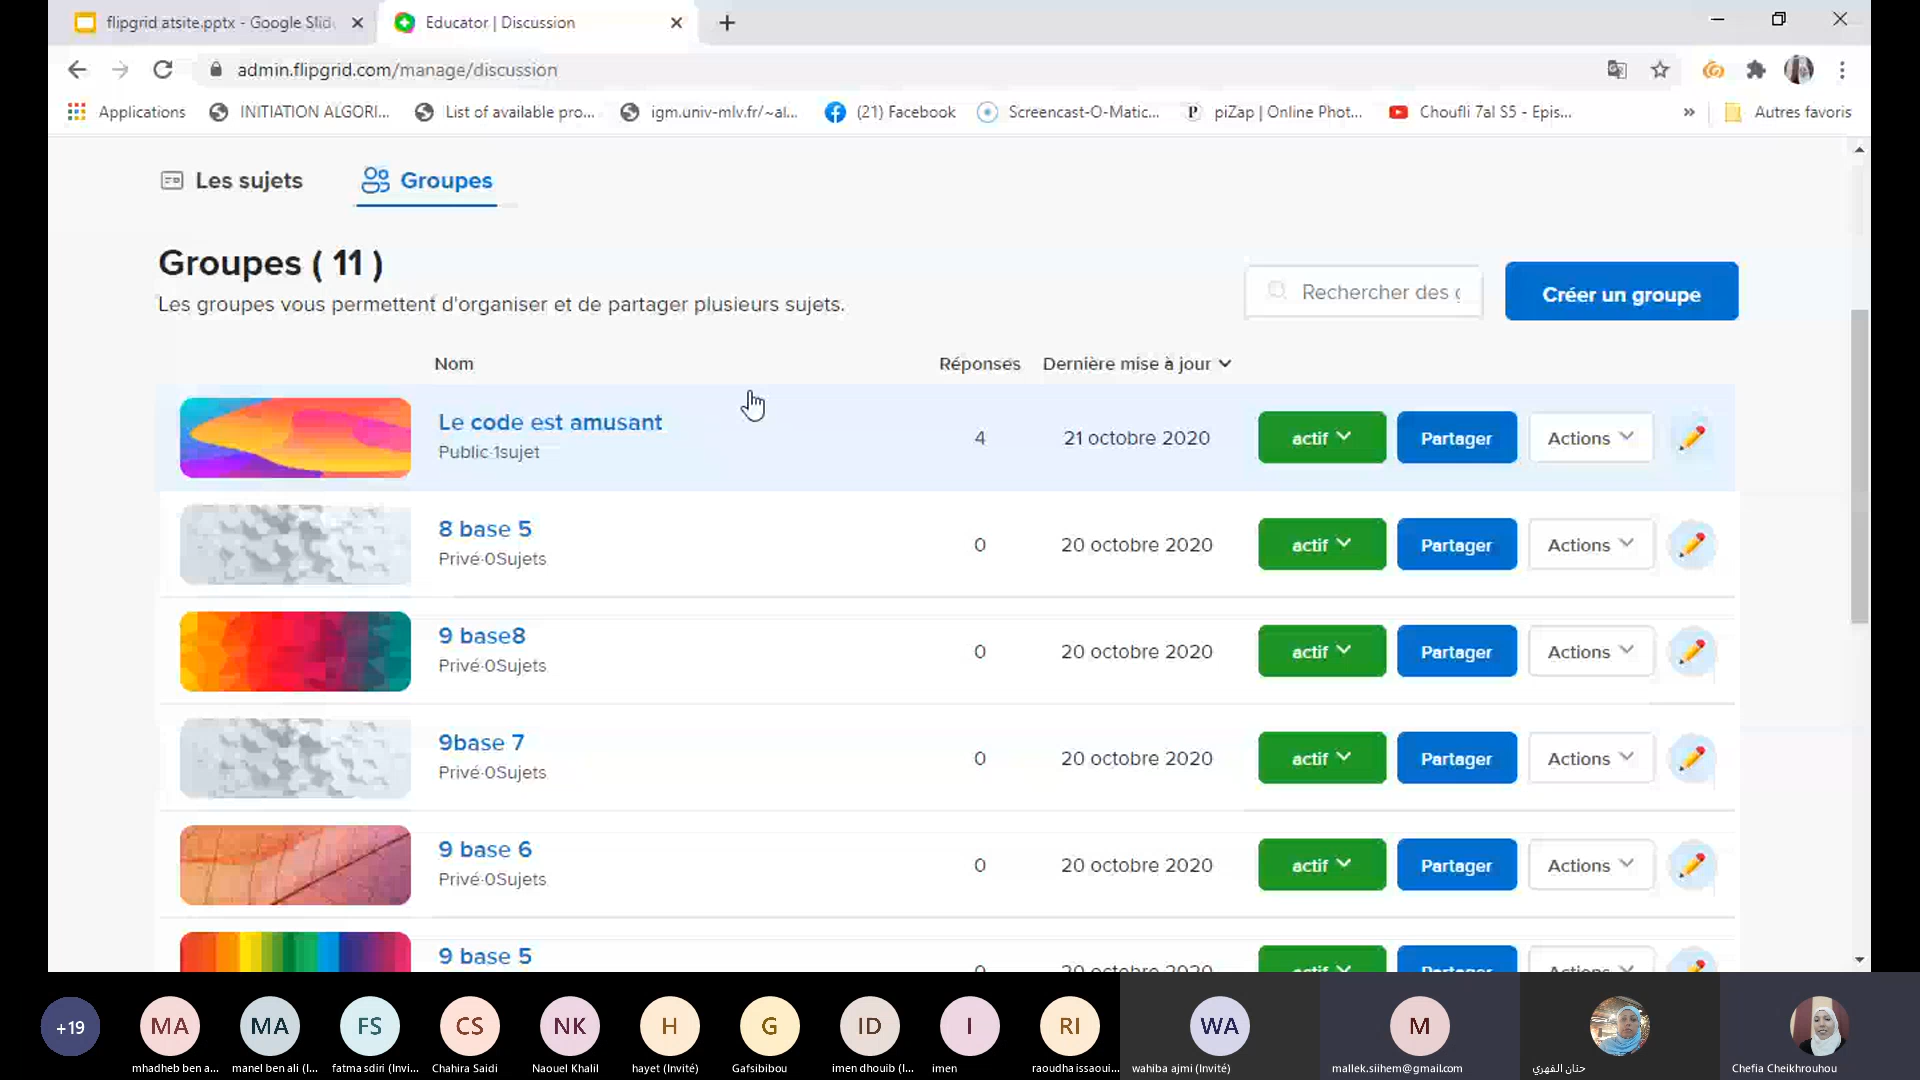 flipgrid atsite.pptx - Google Slid
Educator | Discussion
admin.flipgrid.com/manage/discussion
Applications
INITIATION ALGORI...
List of available pro...
igm.univ-mlv.fr/~al...
(21) Facebook
Screencast-O-Matic...
piZap | Online Phot...
Choufli 7al S5 - Epis...
»
Autres favoris
Les sujets
Groupes
Groupes ( 11 )
Les groupes vous permettent d'organiser et de partager plusieurs sujets.
Rechercher des g
Créer un groupe
Nom
Réponses
Dernière mise à jour
Le code est amusant
Public·1sujet
4
21 octobre 2020
actif
Partager
Actions
8 base 5
Privé·0Sujets
0
20 octobre 2020
actif
Partager
Actions
9 base8
Privé·0Sujets
0
20 octobre 2020
actif
Partager
Actions
9base 7
Privé·0Sujets
0
20 octobre 2020
actif
Partager
Actions
9 base 6
Privé·0Sujets
0
20 octobre 2020
actif
Partager
Actions
9 base 5
0
20 octobre 2020
actif
Partager
Actions
+19
MA
mhadheb ben a...
MA
manel ben ali (I...
FS
fatma sdiri (Invi...
CS
Chahira Saidi
NK
Naouel Khalil
H
hayet (Invité)
G
Gafsibibou
ID
imen dhouib (I...
I
imen
RI
raoudha issaoui...
WA
wahiba ajmi (Invité)
M
mallek.siihem@gmail.com
حنان الفهري
Chefia Cheikhrouhou